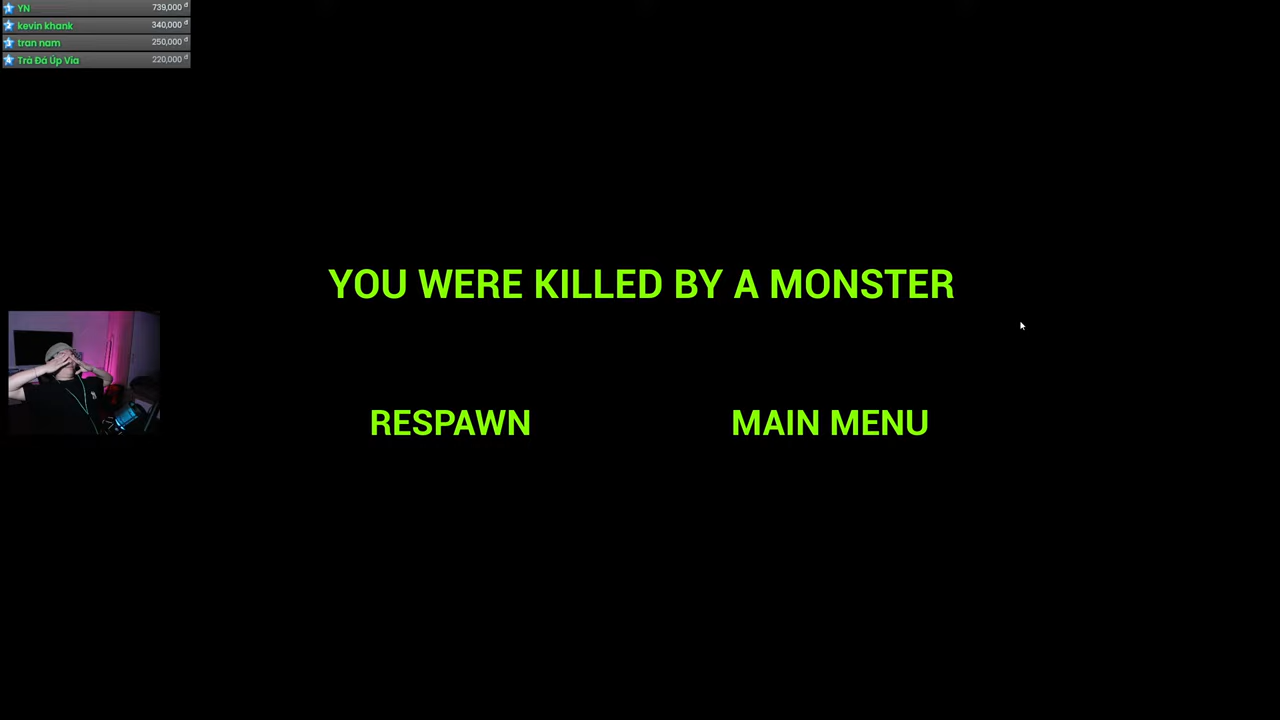 YN 739,000 đ
kevin khank 340,000 đ
tran nam 250,000 đ
Trà Đá Úp Vỉa 220,000 đ
YOU WERE KILLED BY A MONSTER
RESPAWN MAIN MENU